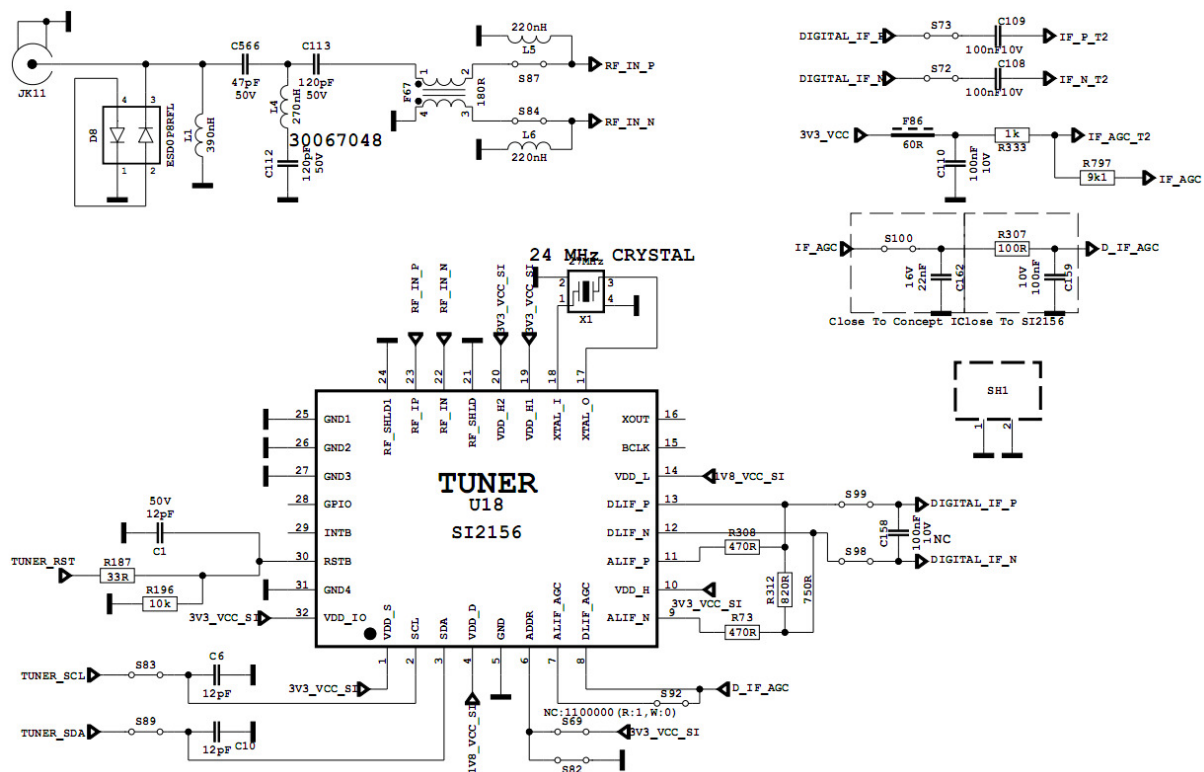 JK11
C566
47pF
50V
C113
120pF
50V
4
3
D8
1
2
ESD0P8RFL
L1
390nH
L4
270nH
30067048
C112
120pF
50V
F67
1
2
4
3
180R
220nH
L5
S87
RF_IN_P
S84
RF_IN_N
L6
220nH
DIGITAL_IF_P
S73
C109
100nF10V
IF_P_T2
DIGITAL_IF_N
S72
C108
100nF10V
IF_N_T2
3V3_VCC
F86
60R
C110
100nF
10V
1k
R333
IF_AGC_T2
R797
9k1
IF_AGC
IF_AGC
S100
16V
22nF
C162
R307
100R
10V
100nF
C159
D_IF_AGC
Close To Concept IC
Close To SI2156
24 MHz CRYSTAL
27MHz
2
3
1
4
X1
RF_IN_P
RF_IN_N
3V3_VCC_SI
3V3_VCC_SI
24
23
22
21
20
19
18
17
RF_SHLD1
RF_IP
RF_IN
RF_SHLD
VDD_H2
VDD_H1
XTAL_I
XTAL_O
25 GND1
26 GND2
27 GND3
28 GPIO
29 INTB
30 RSTB
31 GND4
32 VDD_IO
XOUT 16
BCLK 15
VDD_L 14
DLIF_P 13
DLIF_N 12
ALIF_P 11
VDD_H 10
ALIF_N 9
TUNER
U18
SI2156
VDD_S
SCL
SDA
VDD_D
GND
ADDR
ALIF_AGC
DLIF_AGC
1
2
3
4
5
6
7
8
50V
12pF
C1
TUNER_RST
R187
33R
R196
10k
3V3_VCC_SI
TUNER_SCL
S83
C6
12pF
TUNER_SDA
S89
12pF
C10
3V3_VCC_SI
1V8_VCC_SI
1V8_VCC_SI
R308
470R
R312
820R
750R
3V3_VCC_SI
R73
470R
S99
DIGITAL_IF_P
C158
100nF
10V
NC
S98
DIGITAL_IF_N
S92
D_IF_AGC
NC:1100000(R:1,W:0)
S69
3V3_VCC_SI
S82
SH1
1
2